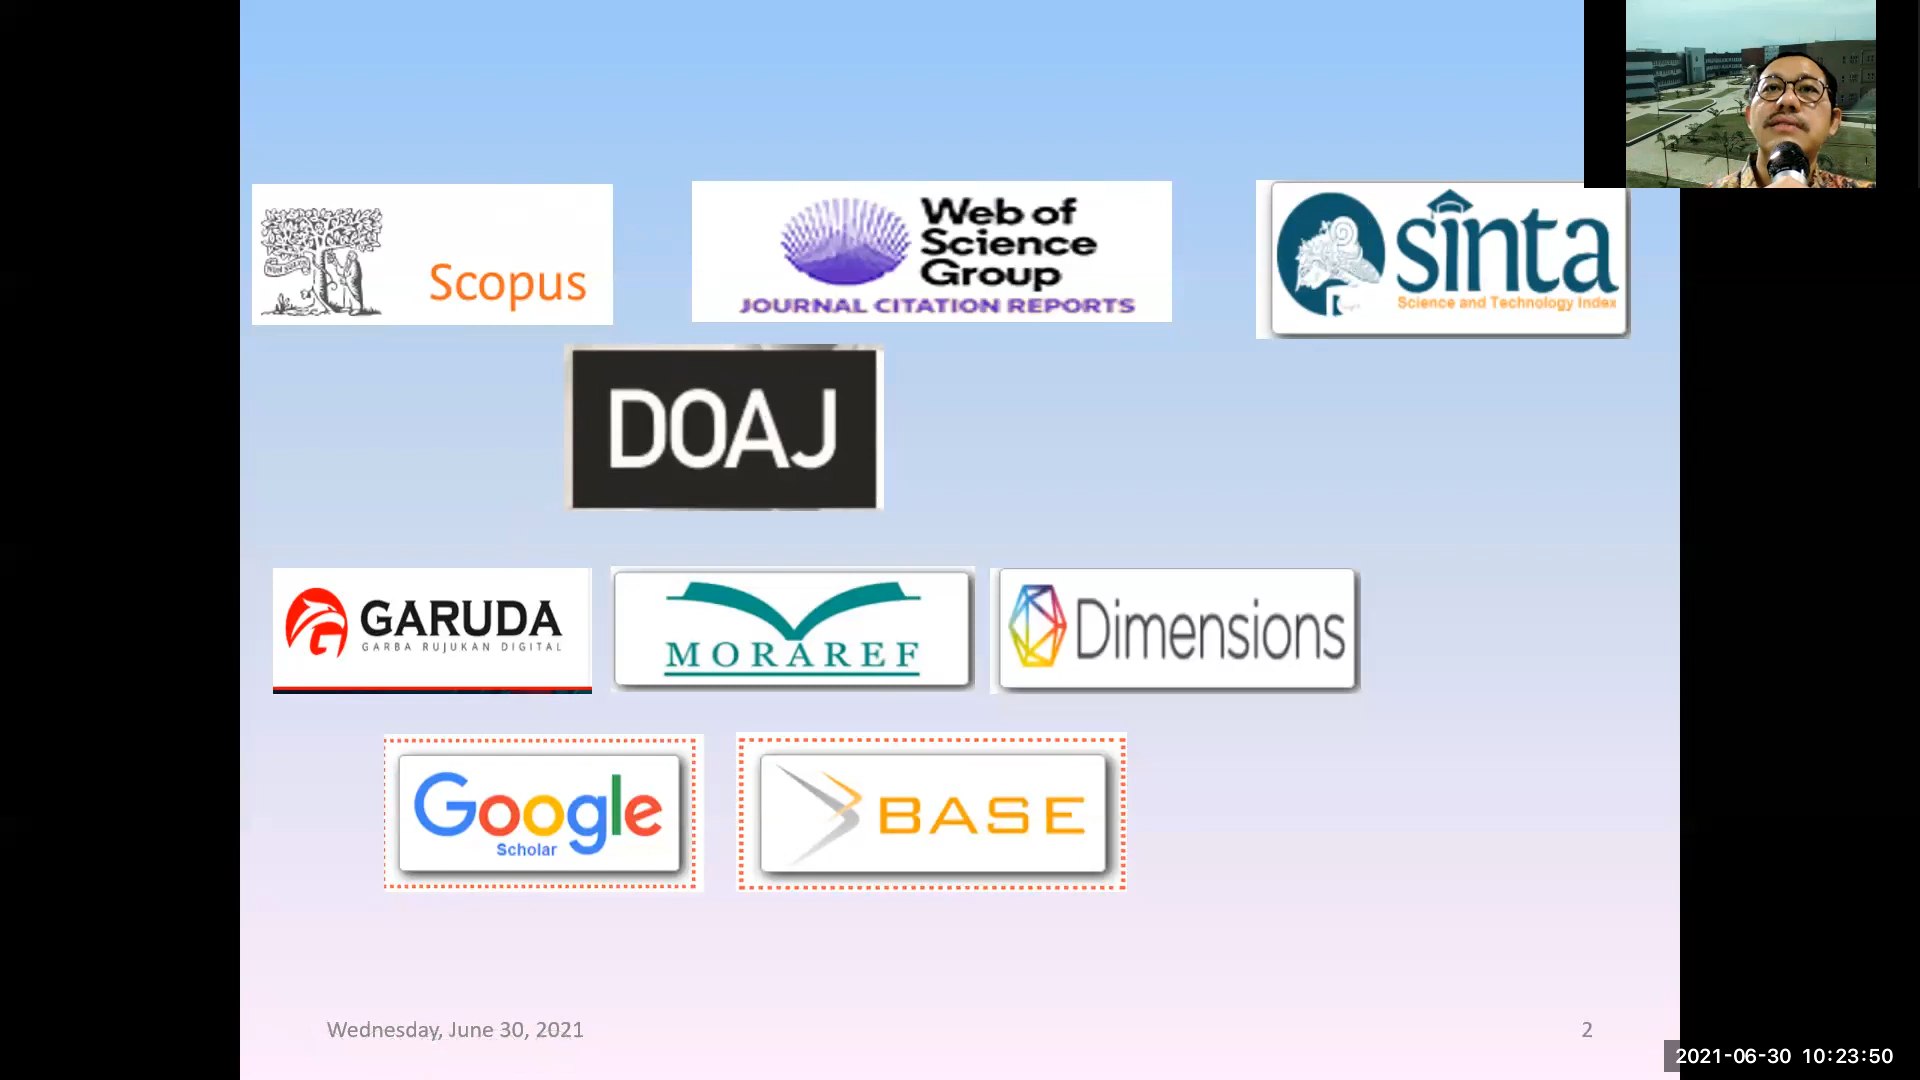 Scopus
Web of
Science
Group
JOURNAL CITATION REPORTS
sinta
Science and Technology Index
DOAJ
GARUDA
GARBA RUJUKAN DIGITAL
MORAREF
Dimensions
Google
Scholar
BASE
Wednesday, June 30, 2021
2
2021-06-30 10:23:50